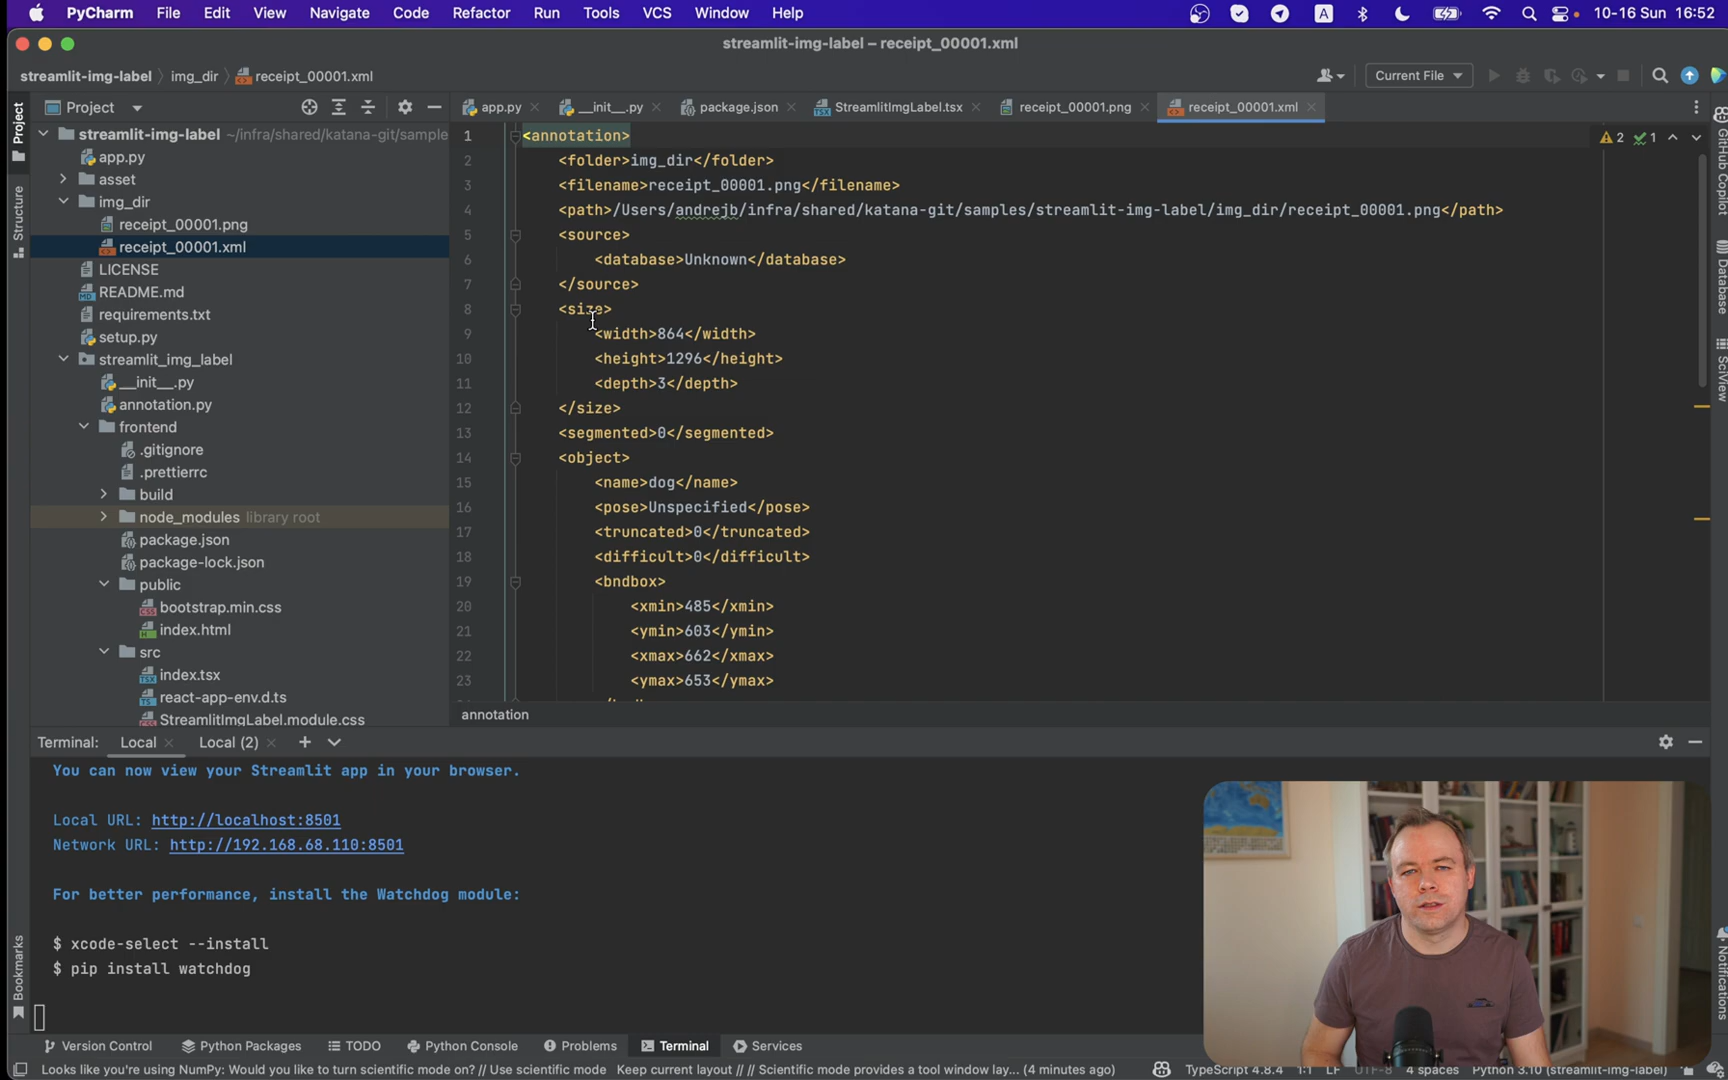 PyCharm File Edit View Navigate Code Refactor Run Tools VCS Window Help A 10-16 Sun 16:52
streamlit-img-label – receipt_00001.xml
streamlit-img-label img_dir receipt_00001.xml Current File
Project app.py __init__.py package.json StreamlitImgLabel.tsx receipt_00001.png receipt_00001.xml
Project
Structure
Bookmarks
streamlit-img-label ~/infra/shared/katana-git/sample
app.py
asset
img_dir
receipt_00001.png
receipt_00001.xml
LICENSE
README.md
requirements.txt
setup.py
streamlit_img_label
__init__.py
annotation.py
frontend
.gitignore
.prettierrc
build
node_modules library root
package.json
package-lock.json
public
bootstrap.min.css
index.html
src
index.tsx
react-app-env.d.ts
StreamlitImgLabel.module.css
1 <annotation>
2 <folder>img_dir</folder>
3 <filename>receipt_00001.png</filename>
4 <path>/Users/andrejb/infra/shared/katana-git/samples/streamlit-img-label/img_dir/receipt_00001.png</path>
5 <source>
6 <database>Unknown</database>
7 </source>
8 <size>
9 <width>864</width>
10 <height>1296</height>
11 <depth>3</depth>
12 </size>
13 <segmented>0</segmented>
14 <object>
15 <name>dog</name>
16 <pose>Unspecified</pose>
17 <truncated>0</truncated>
18 <difficult>0</difficult>
19 <bndbox>
20 <xmin>485</xmin>
21 <ymin>603</ymin>
22 <xmax>662</xmax>
23 <ymax>653</ymax>
2 1
annotation
GitHub Copilot
Database
SciView
Notifications
Terminal: Local Local (2)
You can now view your Streamlit app in your browser.
Local URL: http://localhost:8501
Network URL: http://192.168.68.110:8501
For better performance, install the Watchdog module:
$ xcode-select --install
$ pip install watchdog
Version Control Python Packages TODO Python Console Problems Terminal Services
Looks like you're using NumPy: Would you like to turn scientific mode on? // Use scientific mode Keep current layout // // Scientific mode provides a tool window lay... (4 minutes ago) TypeScript 4.8.4 1:1 LF UTF-8 4 spaces Python 3.10 (streamlit-img-label)